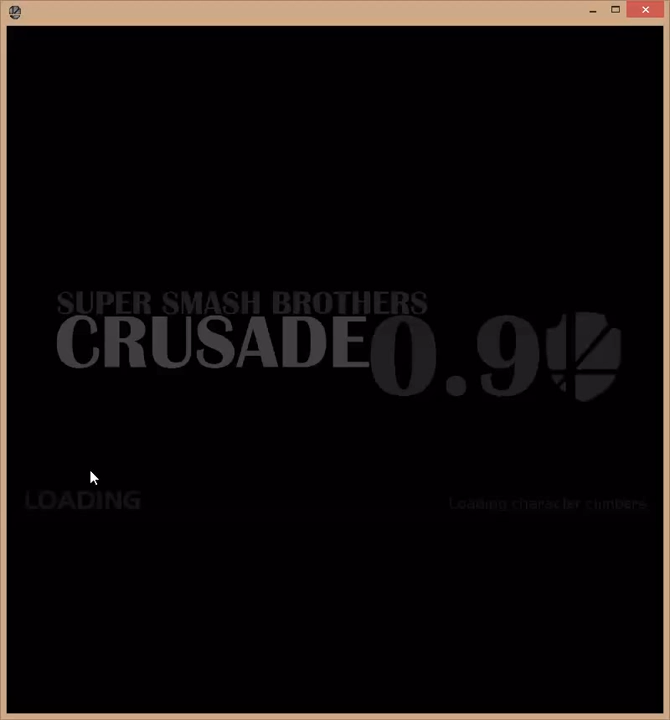 SUPER SMASH BROTHERS
CRUSADE 0.9
LOADING
Loading character numbers